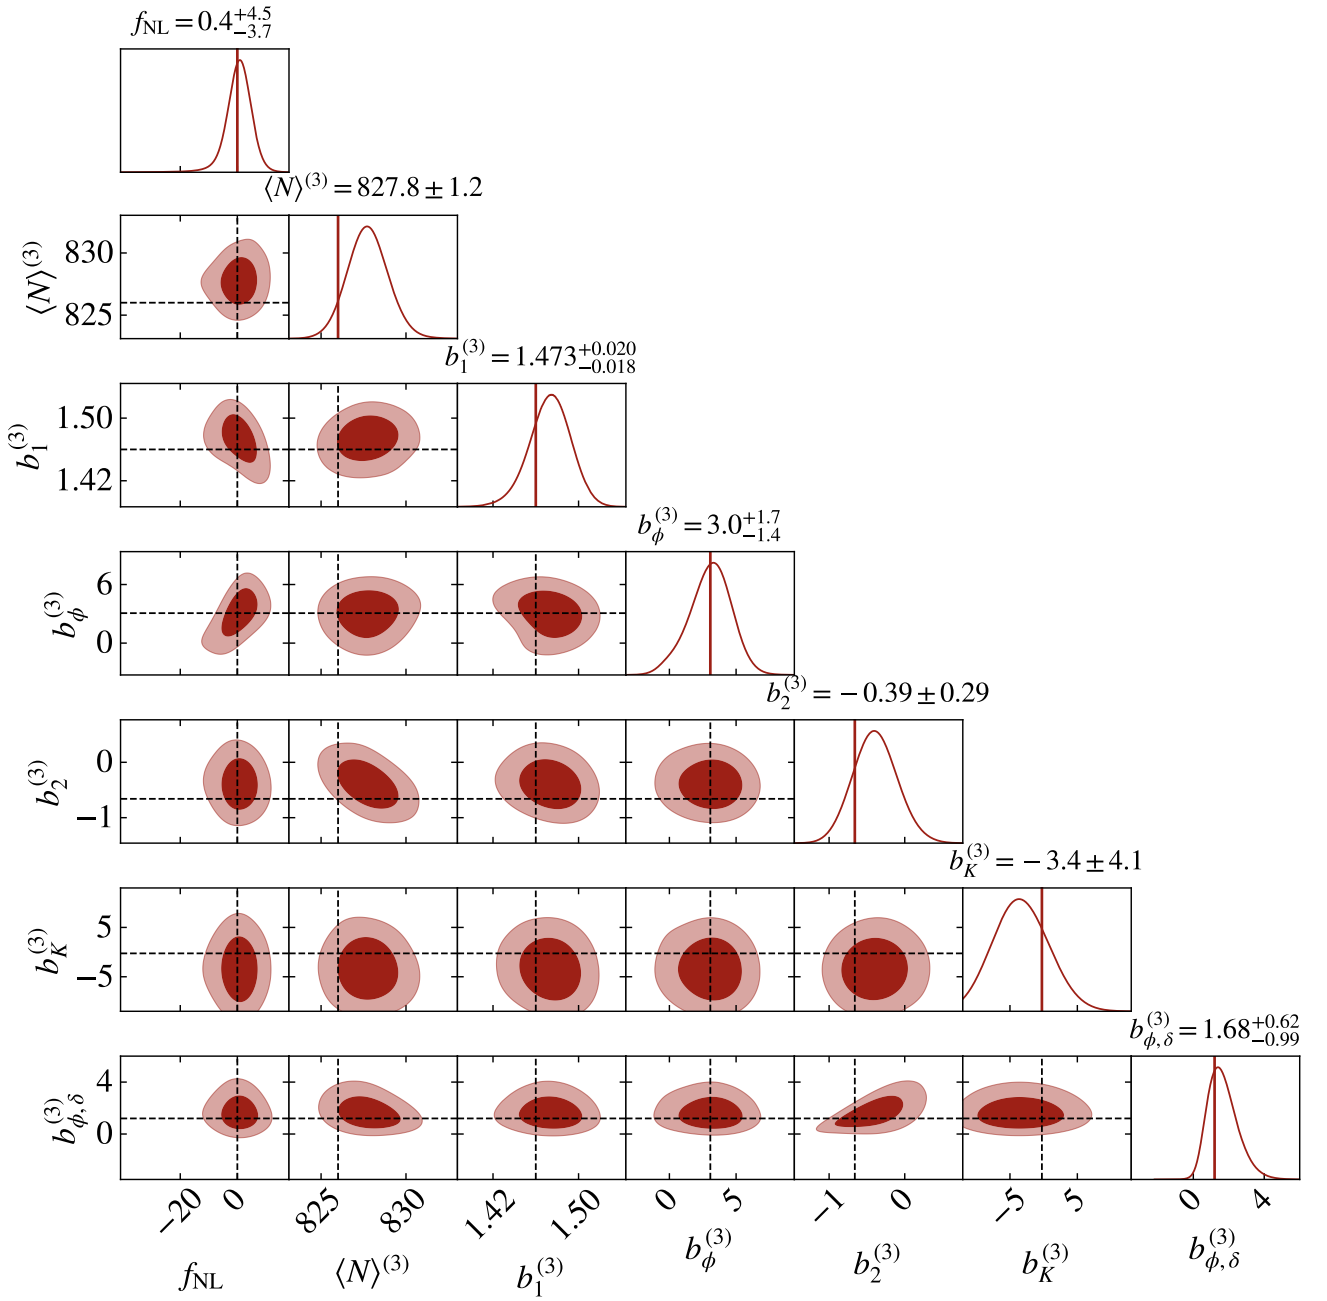 f_NL = 0.4^{+4.5}_{−3.7}
⟨N⟩^(3) = 827.8 ± 1.2
⟨N⟩^(3)
830
825
b_1^(3) = 1.473^{+0.020}_{−0.018}
b_1^(3)
1.50
1.42
b_ϕ^(3) = 3.0^{+1.7}_{−1.4}
b_ϕ^(3)
6
0
b_2^(3) = −0.39 ± 0.29
b_2^(3)
0
−1
b_K^(3) = −3.4 ± 4.1
b_K^(3)
5
−5
b_{ϕ,δ}^(3) = 1.68^{+0.62}_{−0.99}
b_{ϕ,δ}^(3)
4
0
−20 0 825 830 1.42 1.50 0 5 −1 0 −5 5 0 4
f_NL ⟨N⟩^(3) b_1^(3) b_ϕ^(3) b_2^(3) b_K^(3) b_{ϕ,δ}^(3)